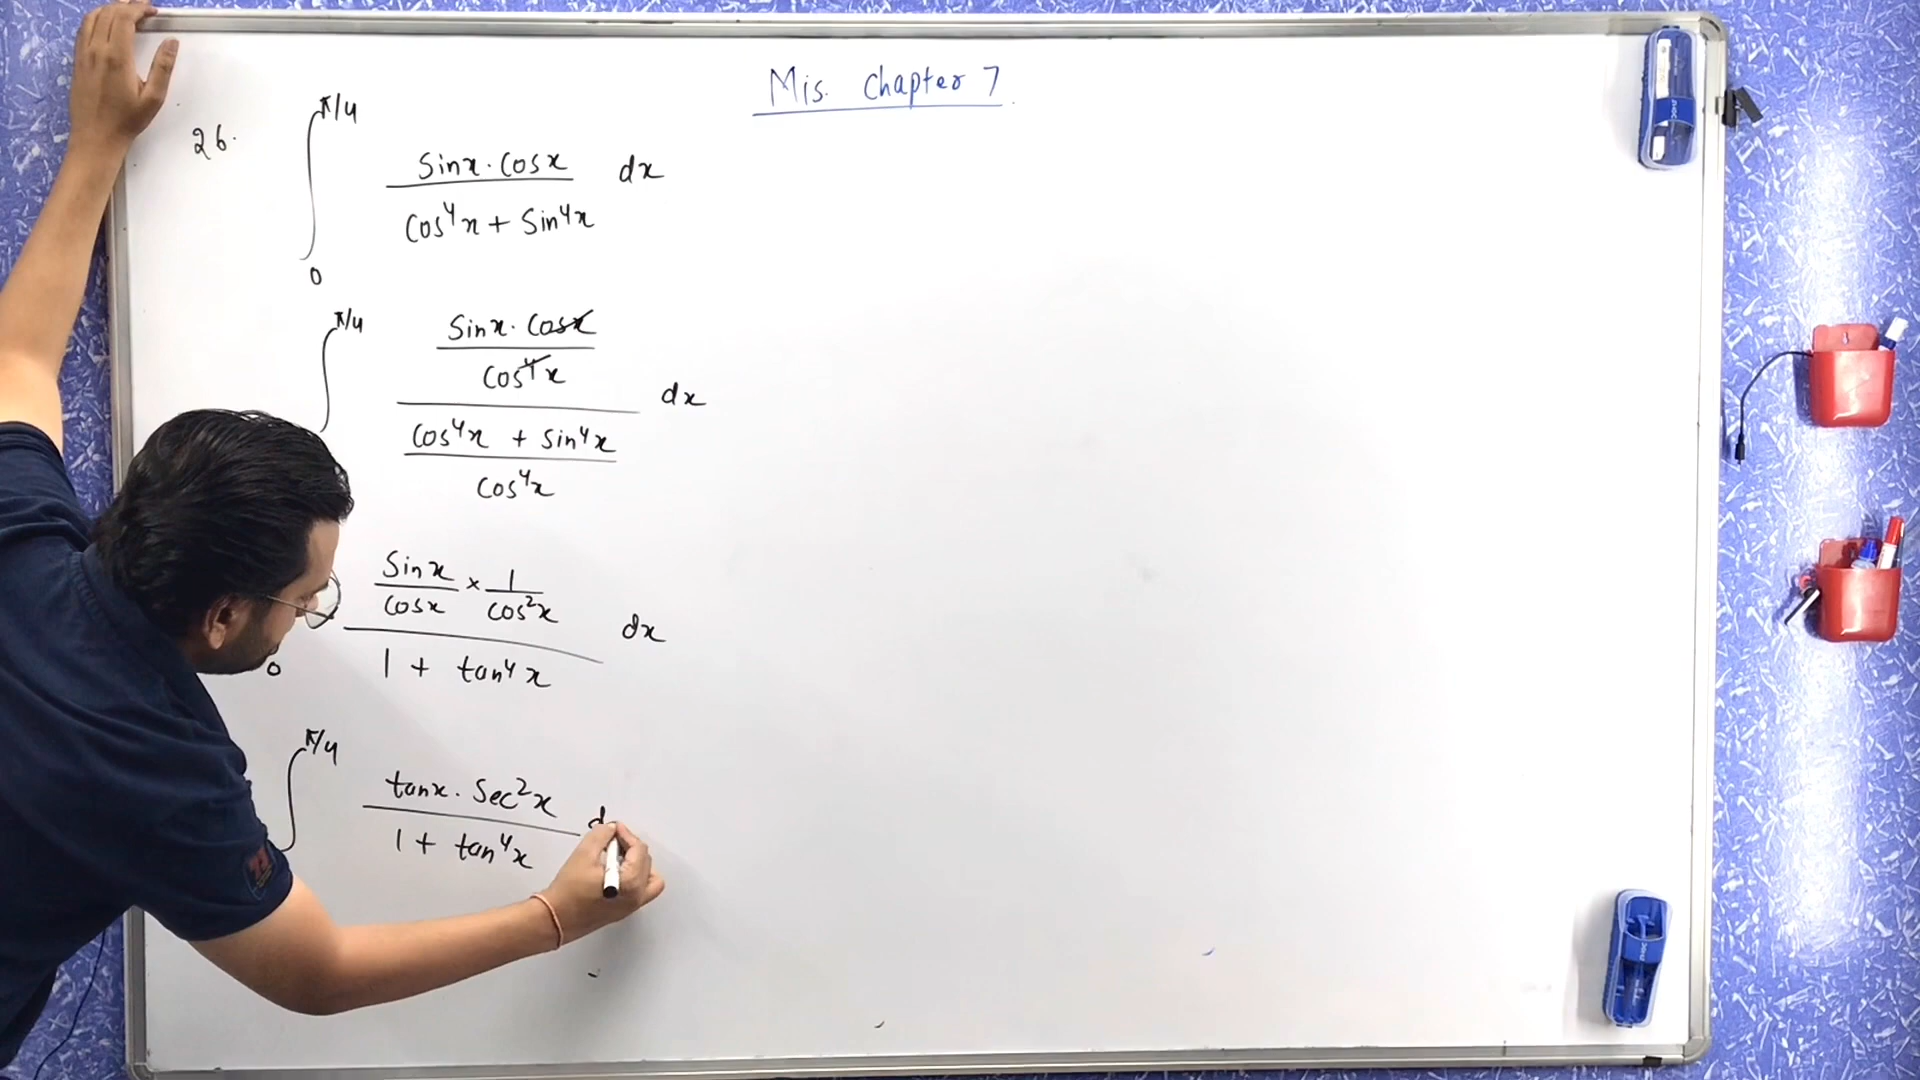 Mis. Chapter 7
26. ∫₀^π/4 (Sinx · Cosx) / (Cos⁴x + Sin⁴x) dx
∫^π/4 ((Sinx · Cosx) / (Cos⁴x)) / ((Cos⁴x + Sin⁴x) / (Cos⁴x)) dx
0 ((Sinx / Cosx) × (1 / Cos²x)) / (1 + tan⁴x) dx
∫^π/4 (tanx · Sec²x) / (1 + tan⁴x) d